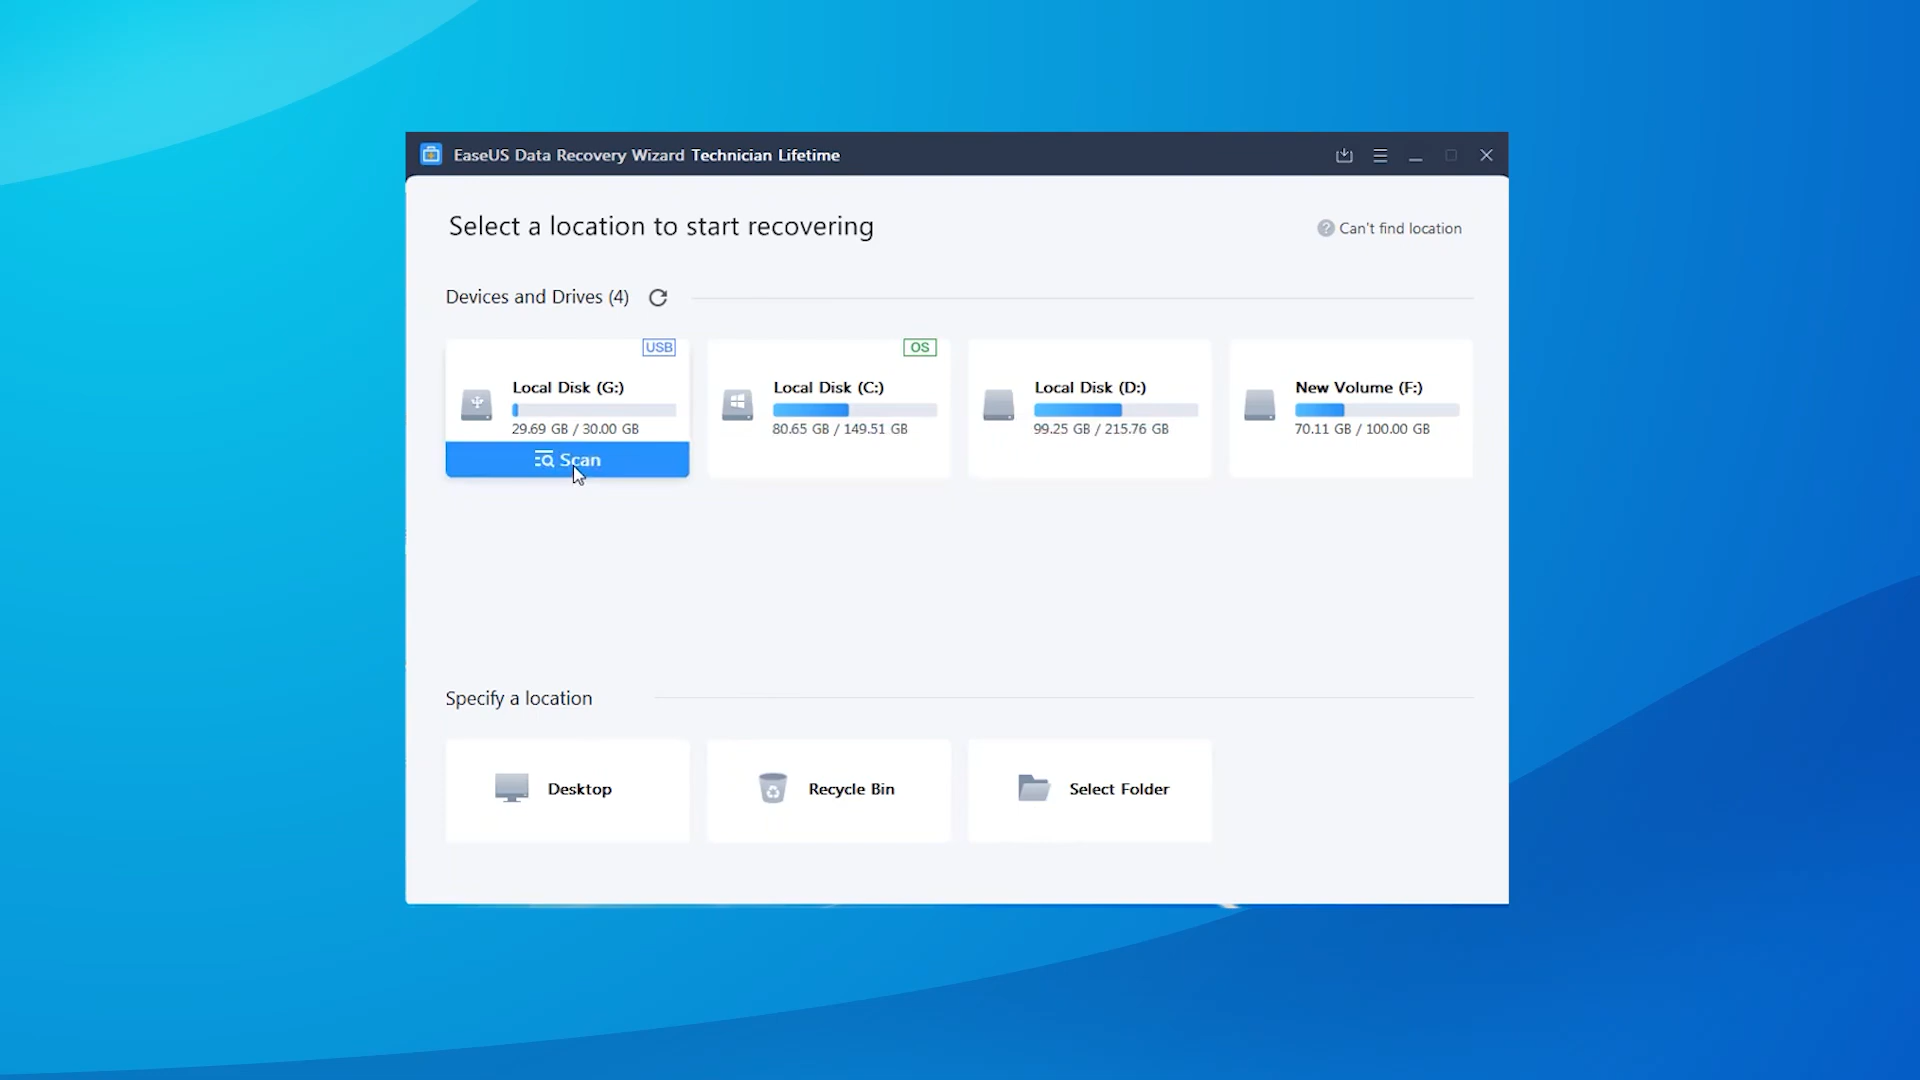 EaseUS Data Recovery Wizard Technician Lifetime
Select a location to start recovering
Can't find location
Devices and Drives (4)
USB
Local Disk (G:)
29.69 GB / 30.00 GB
Scan
OS
Local Disk (C:)
80.65 GB / 149.51 GB
Local Disk (D:)
99.25 GB / 215.76 GB
New Volume (F:)
70.11 GB / 100.00 GB
Specify a location
Desktop
Recycle Bin
Select Folder